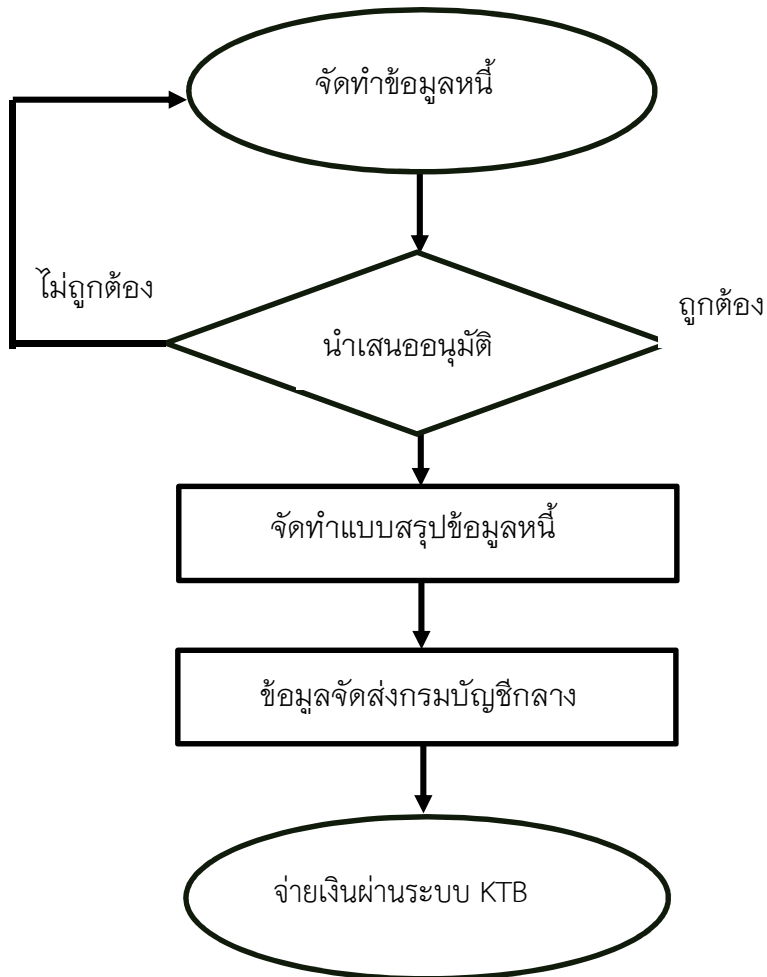 จัดทำข้อมูลหนี้
ไม่ถูกต้อง
ถูกต้อง
นำเสนออนุมัติ
จัดทำแบบสรุปข้อมูลหนี้
ข้อมูลจัดส่งกรมบัญชีกลาง
จ่ายเงินผ่านระบบ KTB